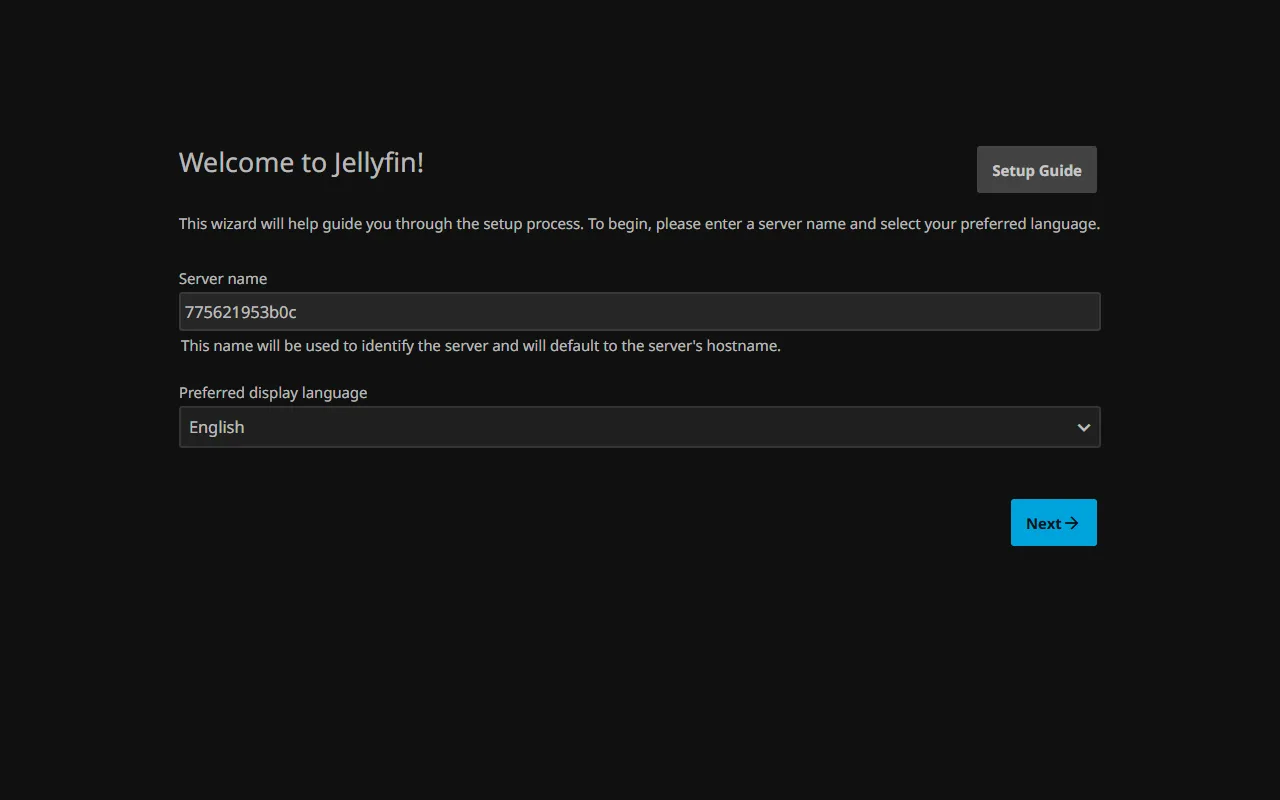 Welcome to Jellyfin!
Setup Guide
This wizard will help guide you through the setup process. To begin, please enter a server name and select your preferred language.
Server name
775621953b0c
This name will be used to identify the server and will default to the server's hostname.
Preferred display language
English
Next